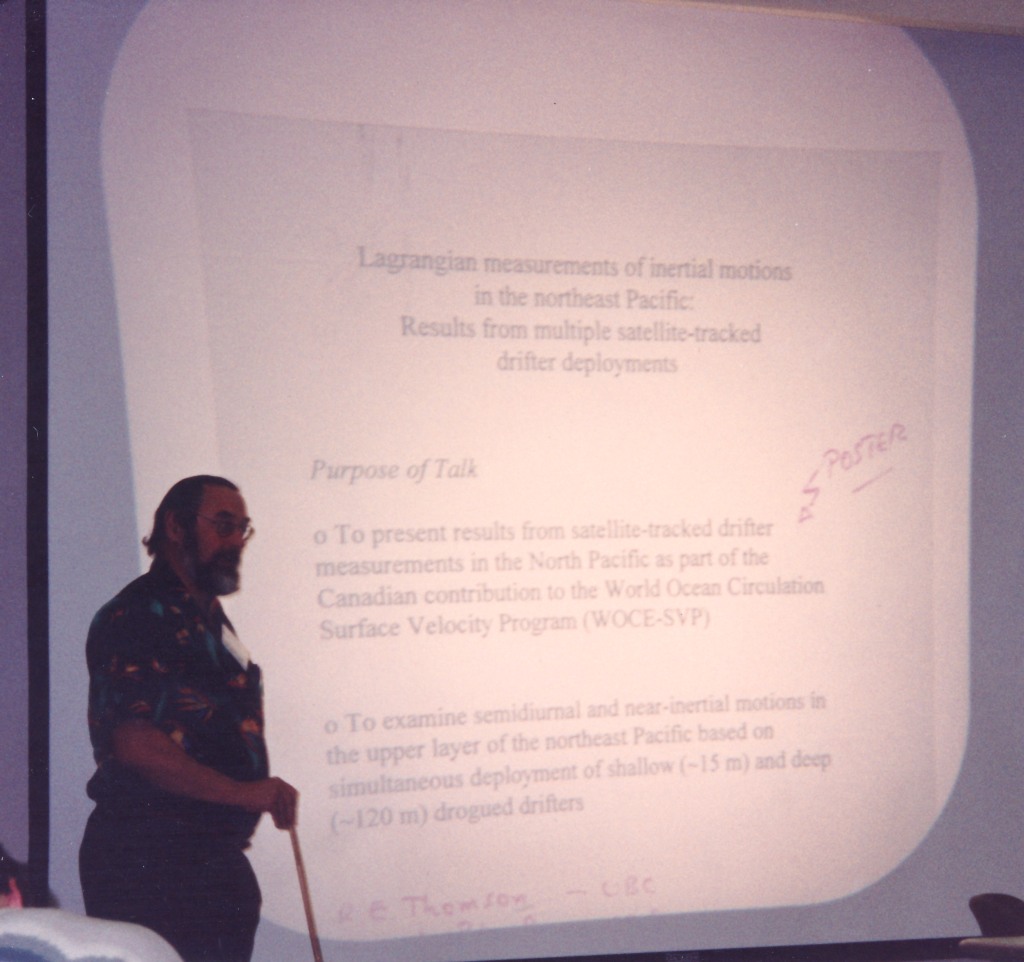 Lagrangian measurements of inertial motions
in the northeast Pacific:
Results from multiple satellite-tracked
drifter deployments
POSTER
Purpose of Talk
o To present results from satellite-tracked drifter
measurements in the North Pacific as part of the
Canadian contribution to the World Ocean Circulation
Surface Velocity Program (WOCE-SVP)
o To examine semidiurnal and near-inertial motions in
the upper layer of the northeast Pacific based on
simultaneous deployment of shallow (~15 m) and deep
(~120 m) drogued drifters
R E Thomson -